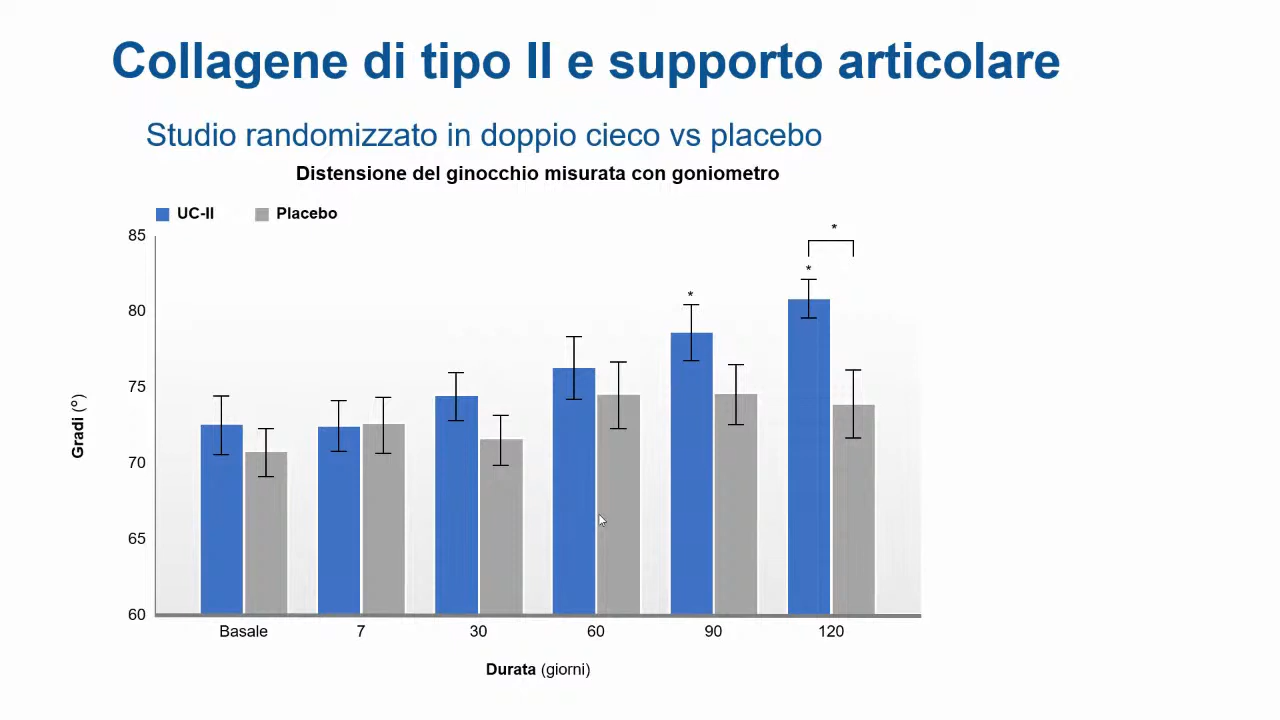 Collagene di tipo II e supporto articolare
Studio randomizzato in doppio cieco vs placebo
Distensione del ginocchio misurata con goniometro
UC-II Placebo
85
80
75
70
65
60
Gradi (º)
* * * 
Basale 7 30 60 90 120
Durata (giorni)